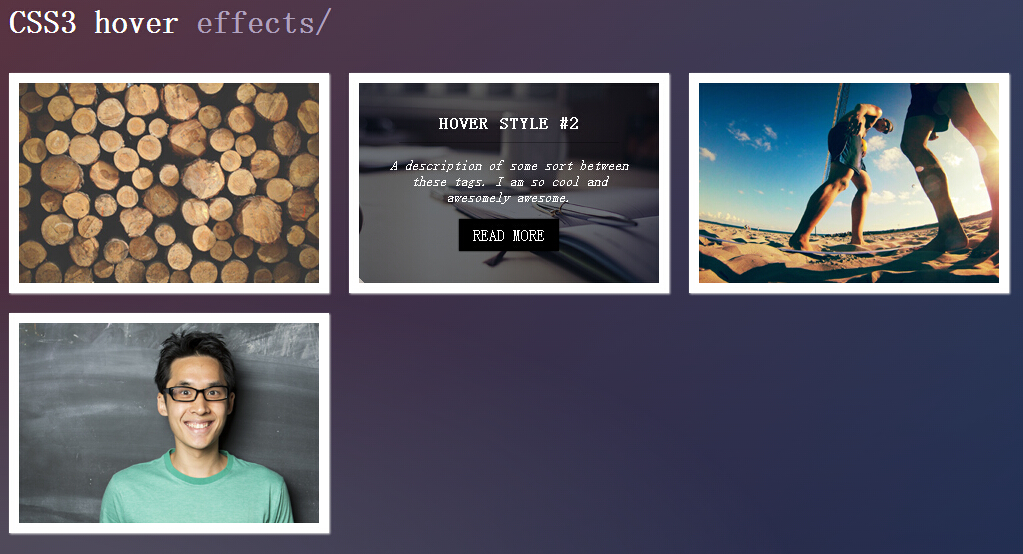 CSS3 hover effects/
HOVER STYLE #2
A description of some sort between
these tags. I am so cool and
awesomely awesome.
READ MORE